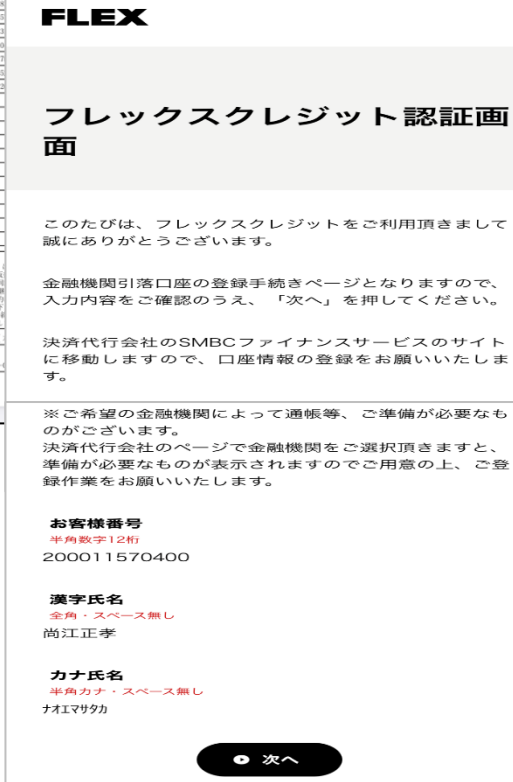 FLEX
フレックスクレジット認証画
面
このたびは、フレックスクレジットをご利用頂きまして
誠にありがとうございます。
金融機関引落口座の登録手続きページとなりますので、
入力内容をご確認のうえ、「次へ」を押してください。
決済代行会社のSMBCファイナンスサービスのサイト
に移動しますので、口座情報の登録をお願いいたしま
す。
※ご希望の金融機関によって通帳等、ご準備が必要なも
のがございます。
決済代行会社のページで金融機関をご選択頂きますと、
準備が必要なものが表示されますのでご用意の上、ご登
録作業をお願いいたします。
お客様番号
半角数字12桁
200011570400
漢字氏名
全角・スペース無し
尚江正孝
カナ氏名
半角カナ・スペース無し
ﾅｵｴﾏｻﾀｶ
次へ